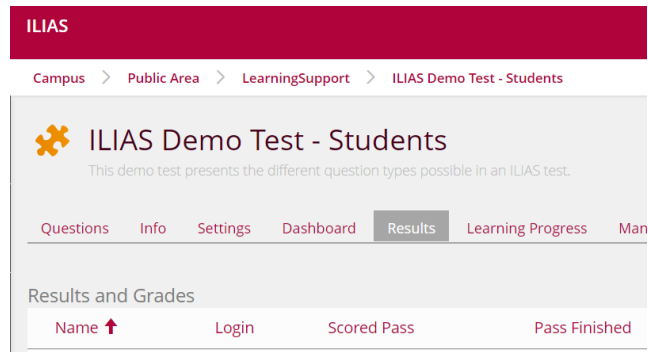 ILIAS
Campus > Public Area > LearningSupport > ILIAS Demo Test - Students
ILIAS Demo Test - Students
This demo test presents the different question types possible in an ILIAS test.
Questions Info Settings Dashboard Results Learning Progress Man
Results and Grades
Name Login Scored Pass Pass Finished